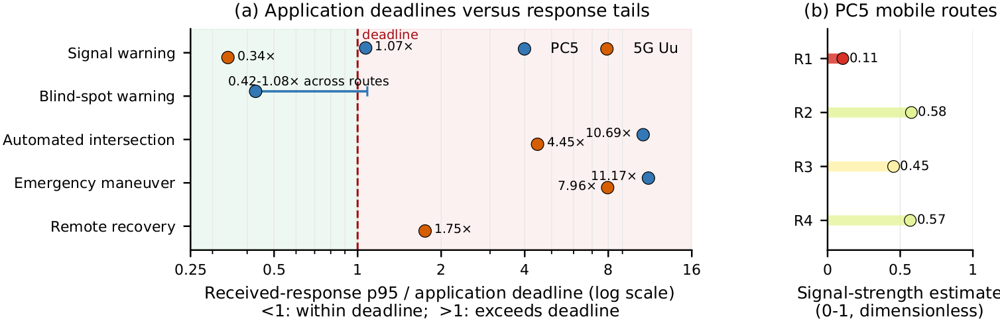 (a) Application deadlines versus response tails
deadline
PC5
5G Uu
Signal warning
0.34×
1.07×
Blind-spot warning
0.42-1.08× across routes
Automated intersection
4.45×
10.69×
Emergency maneuver
7.96×
11.17×
Remote recovery
1.75×
0.25
0.5
1
2
4
8
16
Received-response p95 / application deadline (log scale)
<1: within deadline;  >1: exceeds deadline
(b) PC5 mobile routes
R1
0.11
R2
0.58
R3
0.45
R4
0.57
0
0.5
1
Signal-strength estimate
(0-1, dimensionless)